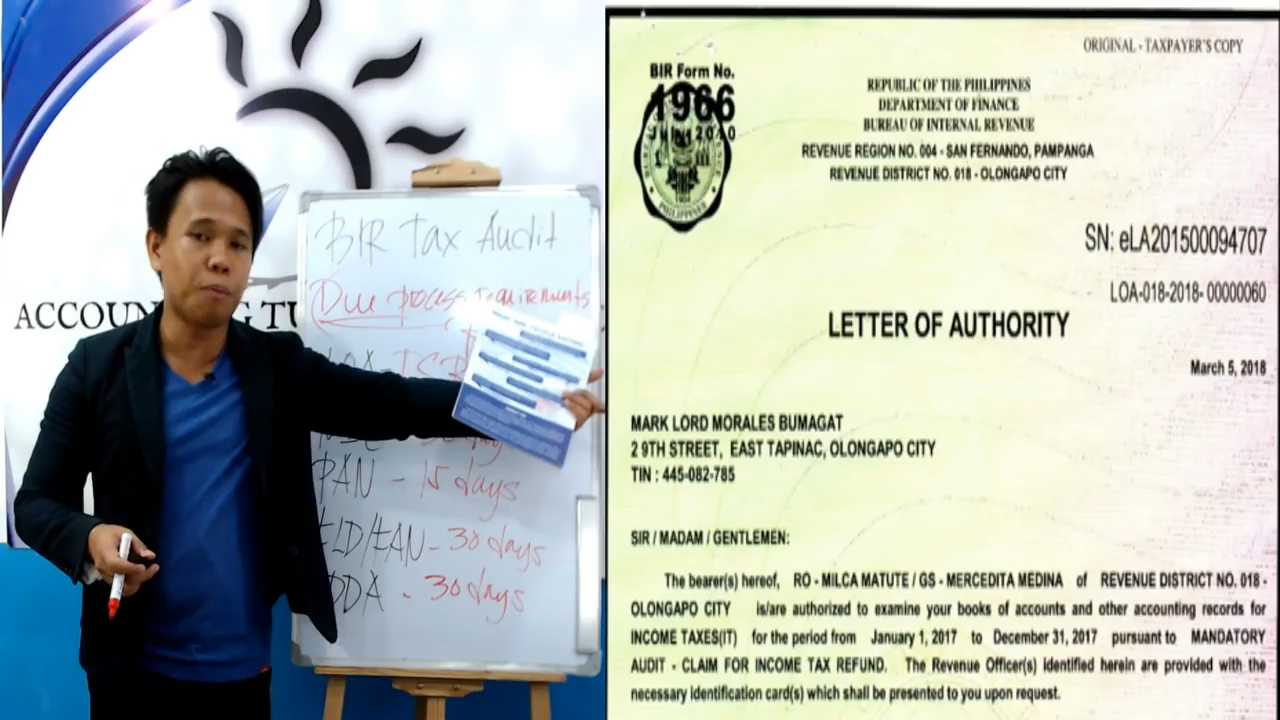 ACCOUN
G TU
BIR Tax Audit
Due process requirements
PAN - 15 days
FLD/FAN - 30 days
DDA - 30 days
ORIGINAL - TAXPAYER'S COPY
BIR Form No.
1966
REPUBLIC OF THE PHILIPPINES
DEPARTMENT OF FINANCE
BUREAU OF INTERNAL REVENUE
REVENUE REGION NO. 004 - SAN FERNANDO, PAMPANGA
REVENUE DISTRICT NO. 018 - OLONGAPO CITY
SN: eLA201500094707
LOA-018-2018- 00000060
LETTER OF AUTHORITY
March 5, 2018
MARK LORD MORALES BUMAGAT
2 9TH STREET, EAST TAPINAC, OLONGAPO CITY
TIN : 445-082-785
SIR / MADAM / GENTLEMEN:
The bearer(s) hereof, RO - MILCA MATUTE / GS - MERCEDITA MEDINA of REVENUE DISTRICT NO. 018 -
OLONGAPO CITY is/are authorized to examine your books of accounts and other accounting records for
INCOME TAXES(IT) for the period from January 1, 2017 to December 31, 2017 pursuant to MANDATORY
AUDIT - CLAIM FOR INCOME TAX REFUND. The Revenue Officer(s) identified herein are provided with the
necessary identification card(s) which shall be presented to you upon request.